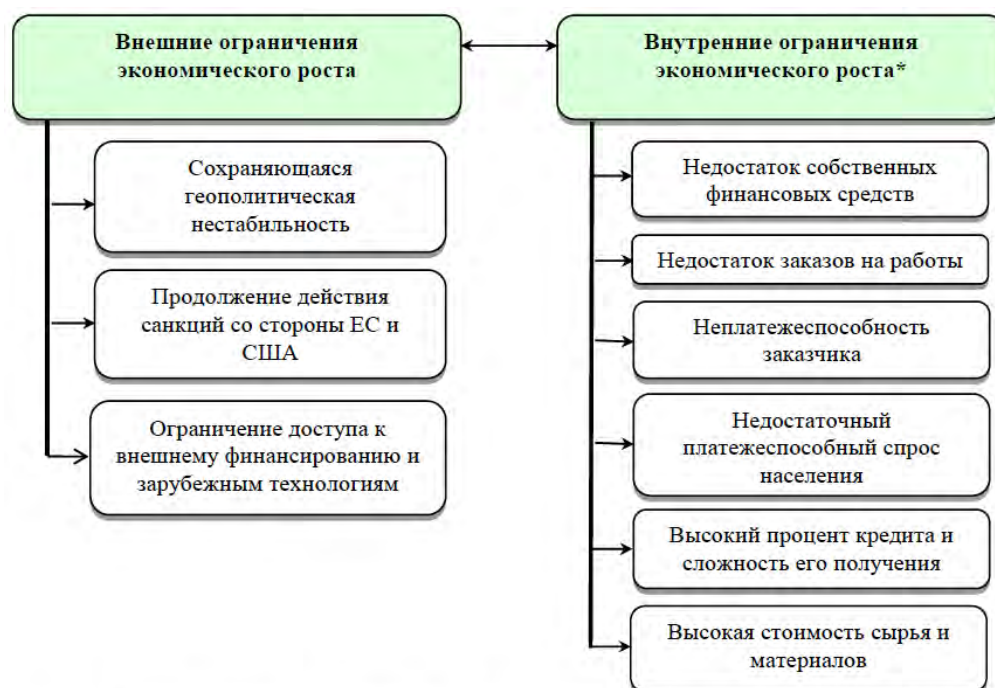 Внешние ограничения
экономического роста
Сохраняющаяся
геополитическая
нестабильность
Продолжение действия
санкций со стороны ЕС и
США
Ограничение доступа к
внешнему финансированию и
зарубежным технологиям
Внутренние ограничения
экономического роста*
Недостаток собственных
финансовых средств
Недостаток заказов на работы
Неплатежеспособность
заказчика
Недостаточный
платежеспособный спрос
населения
Высокий процент кредита и
сложность его получения
Высокая стоимость сырья и
материалов